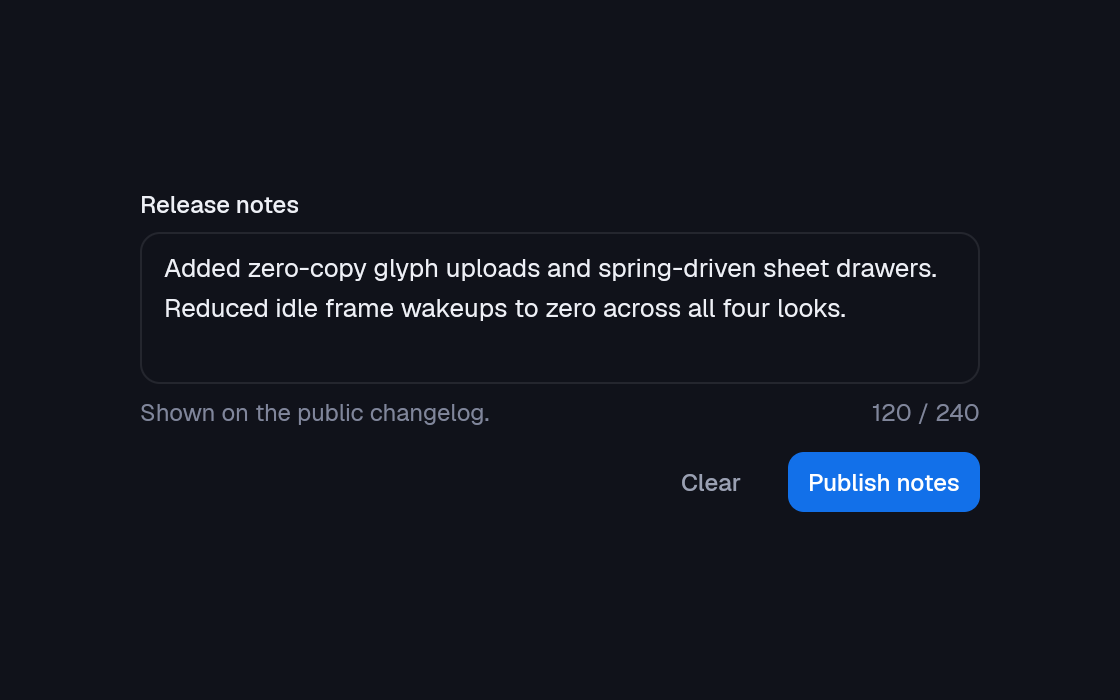 Release notes
Added zero-copy glyph uploads and spring-driven sheet drawers.
Reduced idle frame wakeups to zero across all four looks.
Shown on the public changelog.
120 / 240
Clear
Publish notes